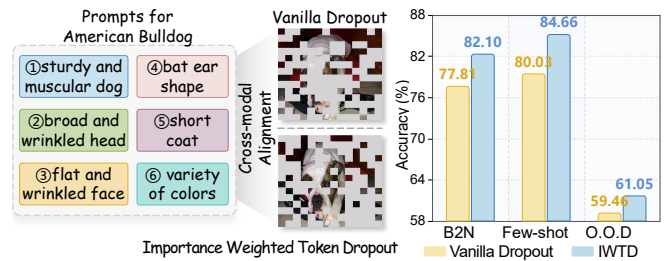 Prompts for
American Bulldog
①sturdy and
muscular dog
④bat ear
shape
②broad and
wrinkled head
⑤short
coat
③flat and
wrinkled face
⑥ variety
of colors
Cross-modal
Alignment
Vanilla Dropout
Importance Weighted Token Dropout
Accuracy (%)
88
82
76
70
64
58
77.81
82.10
80.03
84.66
59.46
61.05
B2N
Few-shot
O.O.D
Vanilla Dropout
IWTD